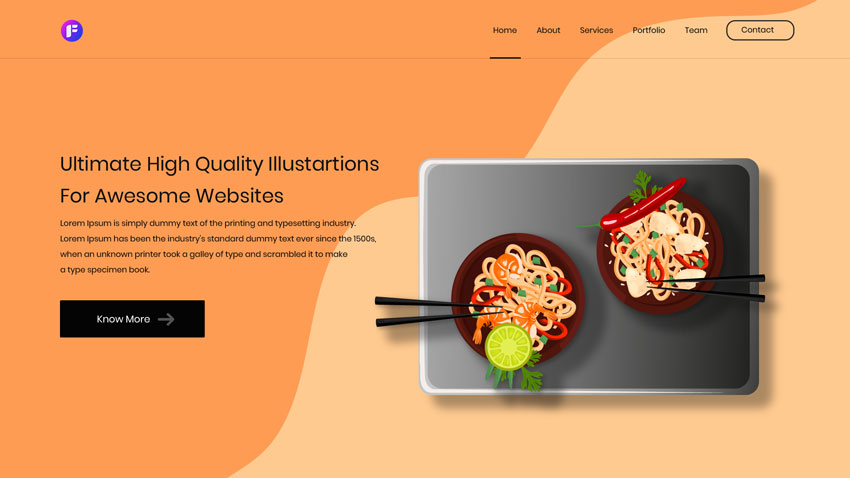 F
Home About Services Portfolio Team Contact
Ultimate High Quality Illustartions
For Awesome Websites
Lorem Ipsum is simply dummy text of the printing and typesetting industry.
Lorem Ipsum has been the industry's standard dummy text ever since the 1500s,
when an unknown printer took a galley of type and scrambled it to make
a type specimen book.
Know More